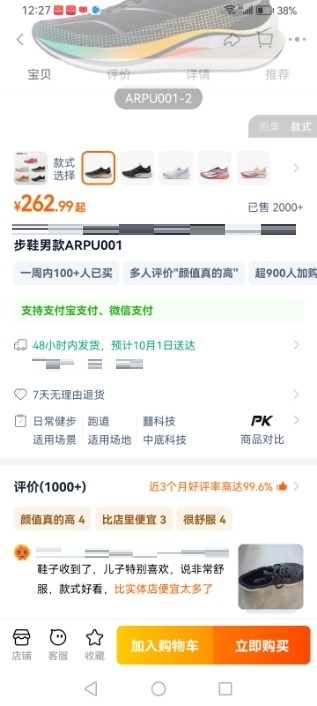 12:27
38%
宝贝 评价 详情 推荐
ARPU001-2
图集 款式
款式
选择
¥262.99起
已售 2000+
步鞋男款ARPU001
一周内100+人已买 多人评价"颜值真的高" 超900人加购
支持支付宝支付、微信支付
48小时内发货，预计10月1日送达
7天无理由退货
日常健步 跑道 䨻科技 PK
适用场景 适用场地 中底科技 商品对比
评价(1000+)
近3个月好评率高达99.6%
颜值真的高 4 比店里便宜 3 很舒服 4
鞋子收到了，儿子特别喜欢，说非常舒
服，款式好看，比实体店便宜太多了
店铺 客服 收藏 加入购物车 立即购买